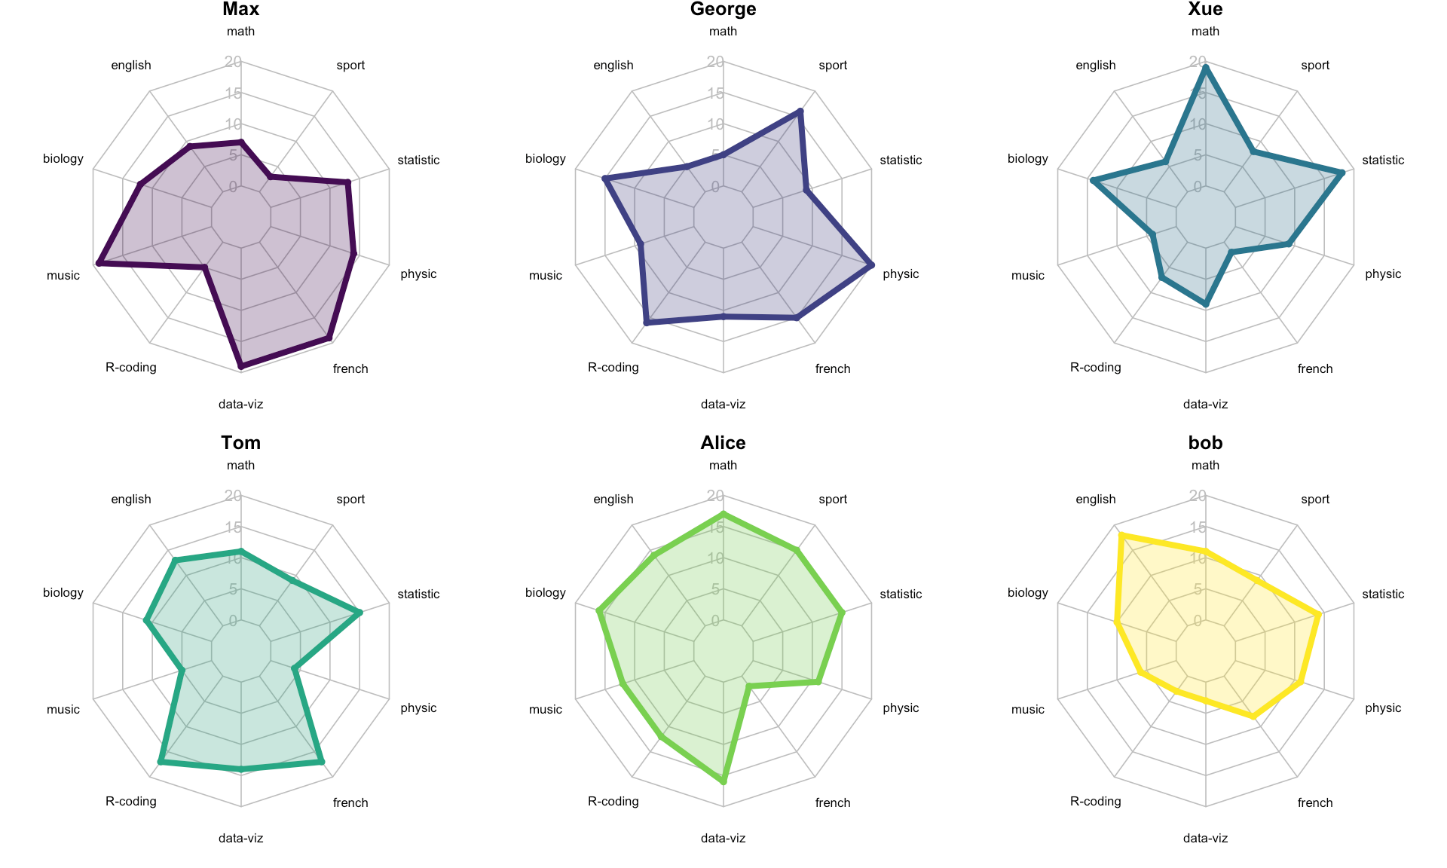 Max
math
english
sport
biology
statistic
music
physic
R-coding
french
data-viz
20
15
10
5
0
George
math
english
sport
biology
statistic
music
physic
R-coding
french
data-viz
20
15
10
5
0
Xue
math
english
sport
biology
statistic
music
physic
R-coding
french
data-viz
20
15
10
5
0
Tom
math
english
sport
biology
statistic
music
physic
R-coding
french
data-viz
20
15
10
5
0
Alice
math
english
sport
biology
statistic
music
physic
R-coding
french
data-viz
20
15
10
5
0
bob
math
english
sport
biology
statistic
music
physic
R-coding
french
data-viz
20
15
10
5
0